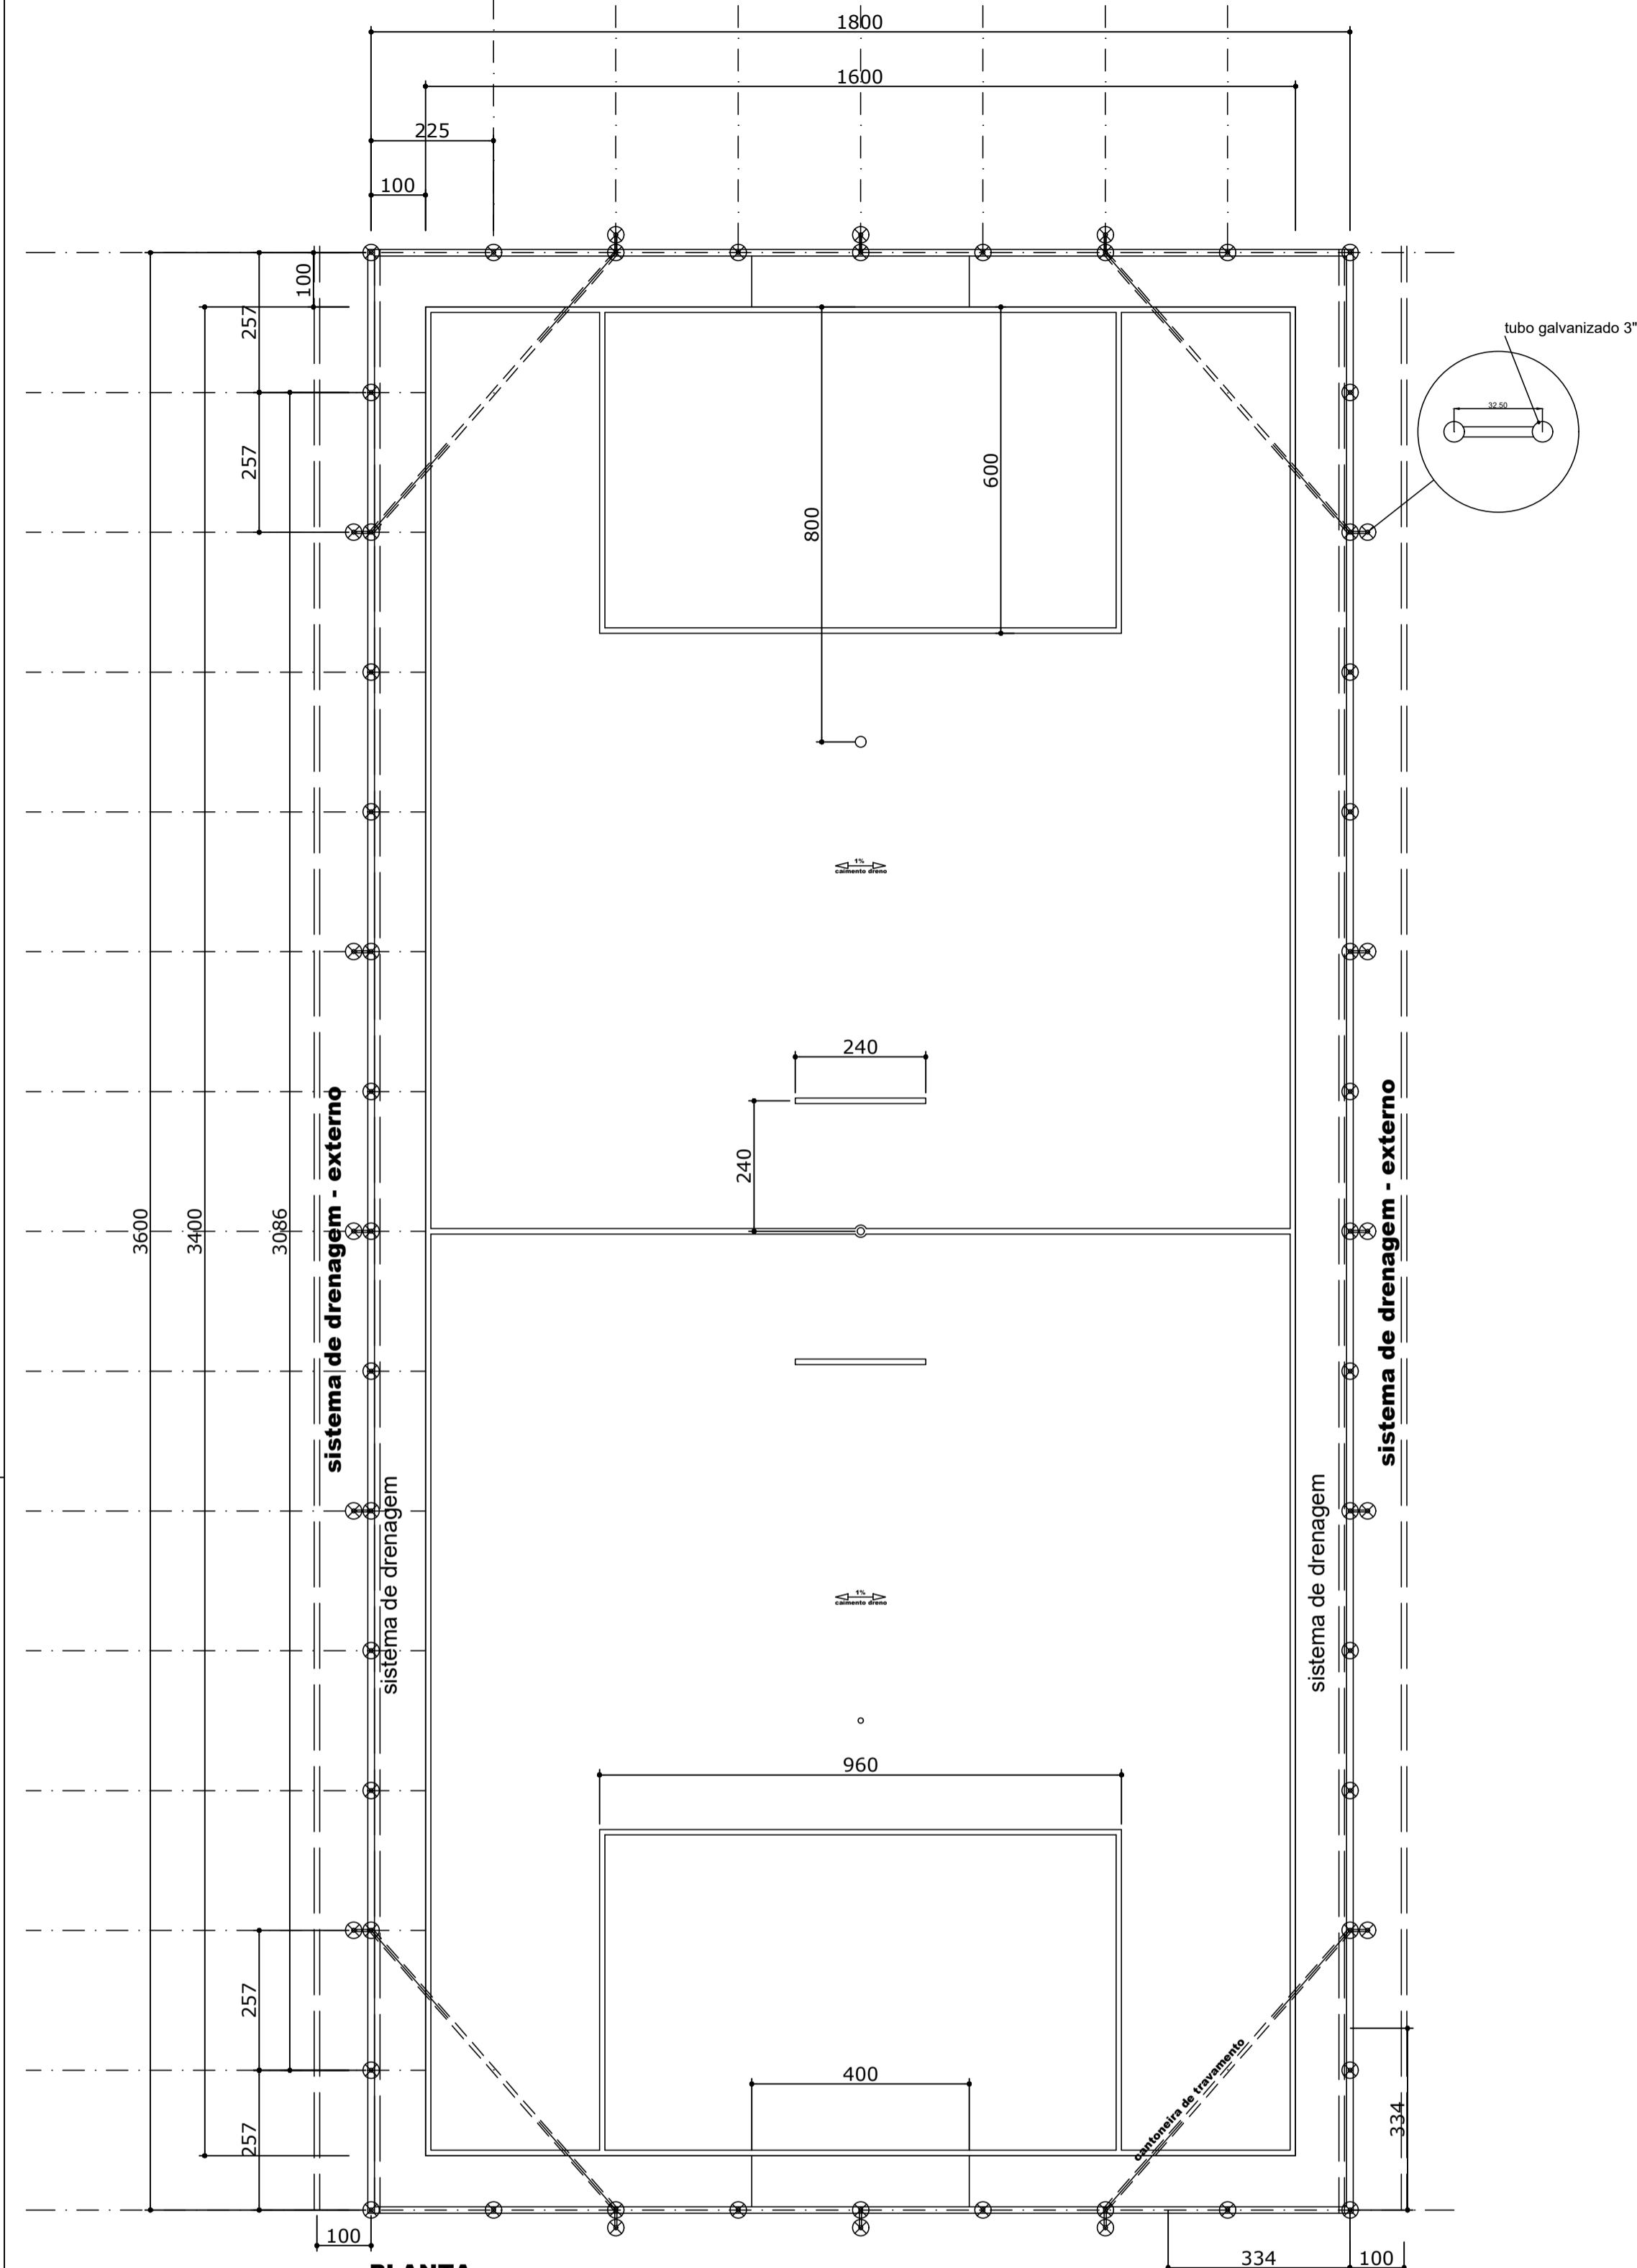 1800
1600
225
100
100
257
tubo galvanizado 3"
32.50
257
600
800
1%
caimento dreno
240
240
sistema de drenagem - externo
sistema de drenagem - externo
3600
3400
3086
sistema de drenagem
sistema de drenagem
1%
caimento dreno
960
257
400
cantoneira de travamento
334
257
100
334
100
PLANTA